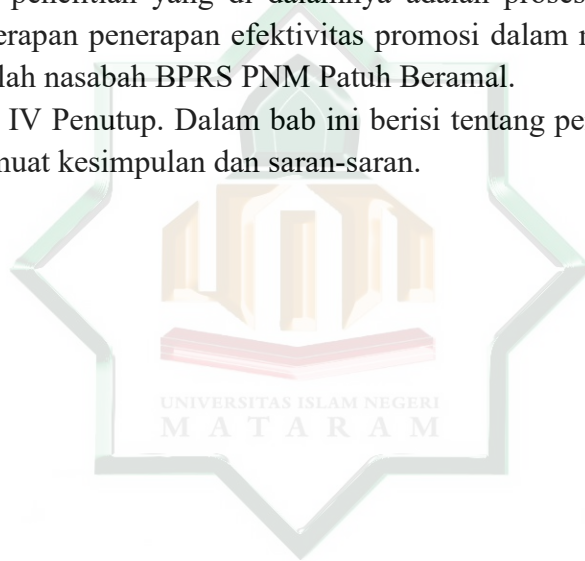 penelitian yang di dalamnya adalah proses
erapan penerapan efektivitas promosi dalam
lah nasabah BPRS PNM Patuh Beramal.
IV Penutup. Dalam bab ini berisi tentang pe
nuat kesimpulan dan saran-saran.
UNIVERSITAS ISLAM NEGERI
MATARAM